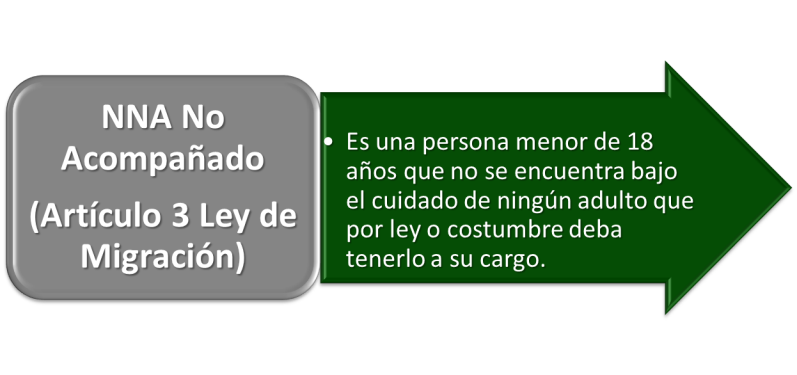 NNA No
Acompañado
(Artículo 3 Ley de
Migración)
• Es una persona menor de 18
años que no se encuentra bajo
el cuidado de ningún adulto que
por ley o costumbre deba
tenerlo a su cargo.